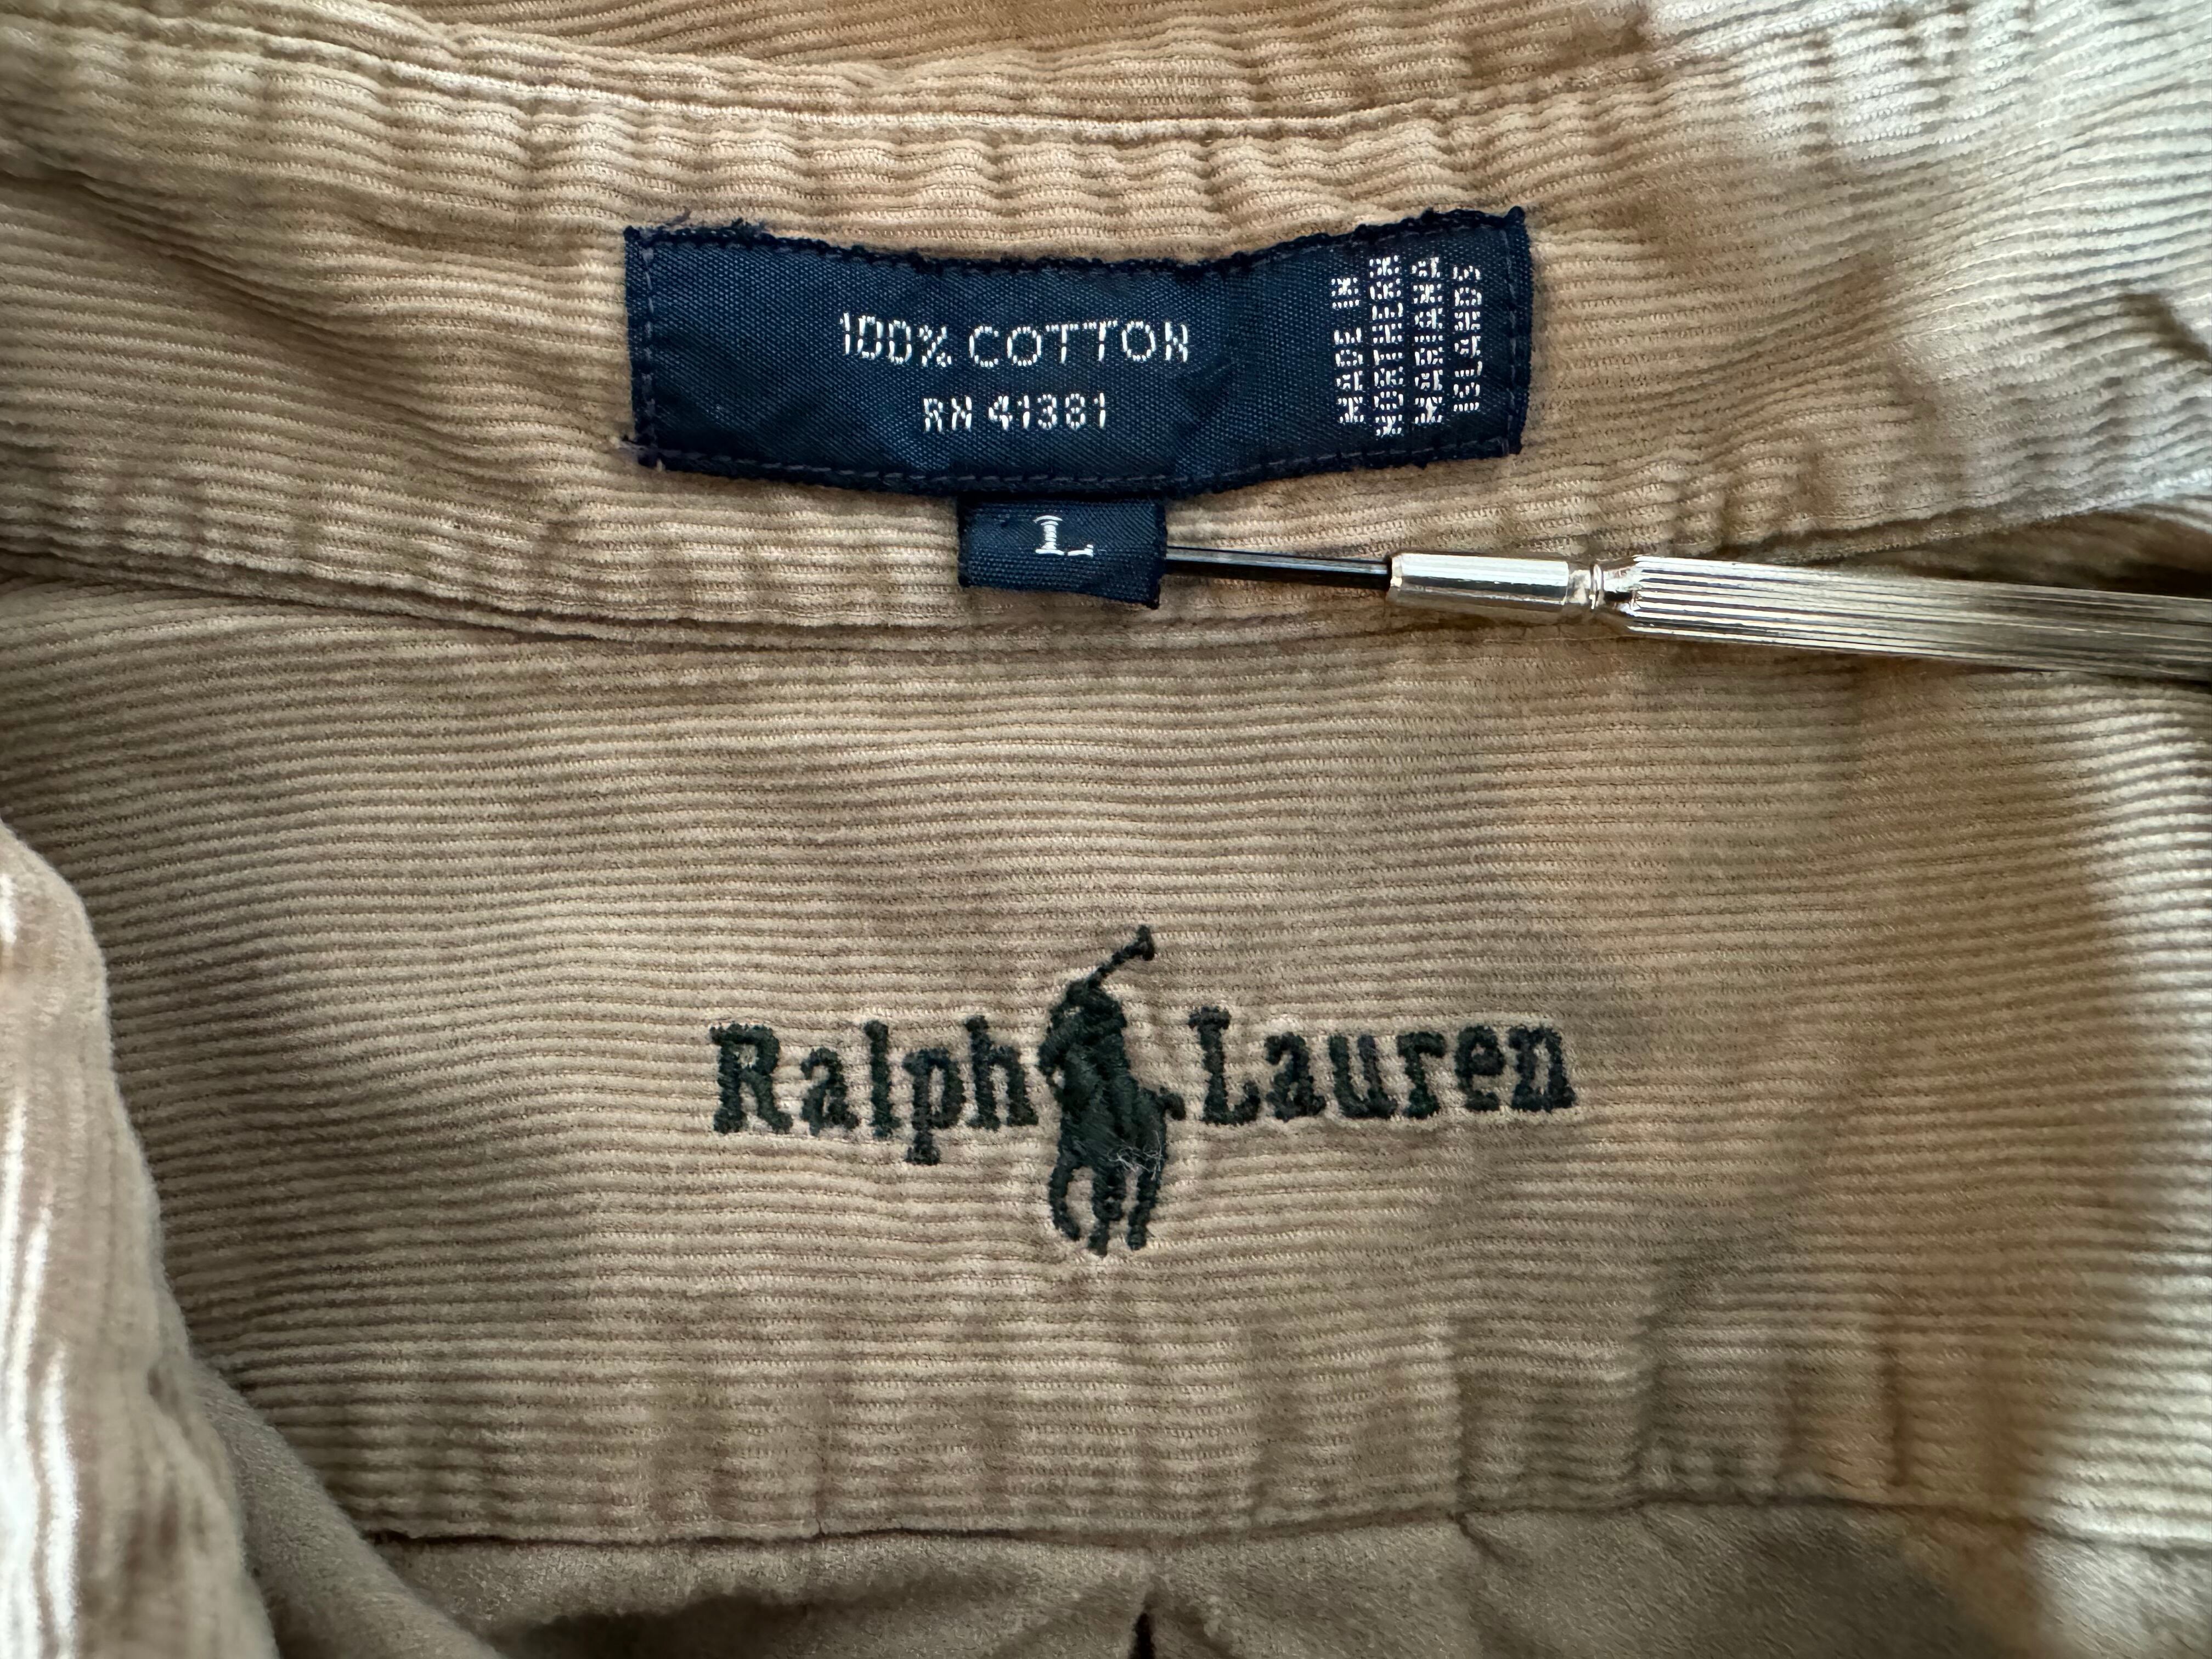 100% COTTON
RN 41381
MADE IN
NORTHERN
MARIANA
ISLANDS
L
Ralph Lauren